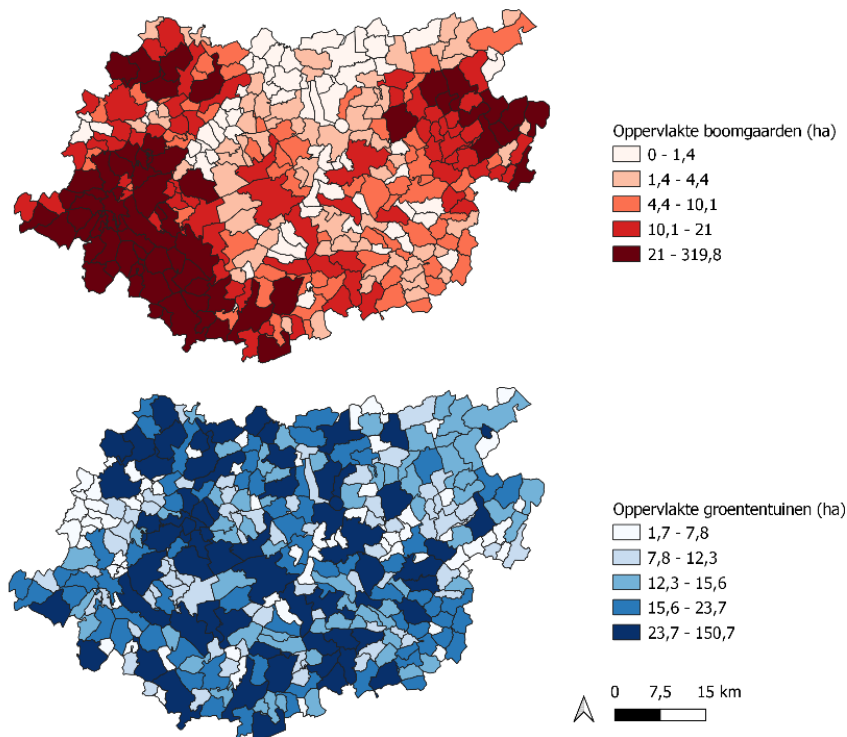 Oppervlakte boomgaarden (ha)
0 - 1,4
1,4 - 4,4
4,4 - 10,1
10,1 - 21
21 - 319,8
Oppervlakte groententuinen (ha)
1,7 - 7,8
7,8 - 12,3
12,3 - 15,6
15,6 - 23,7
23,7 - 150,7
0 7,5 15 km